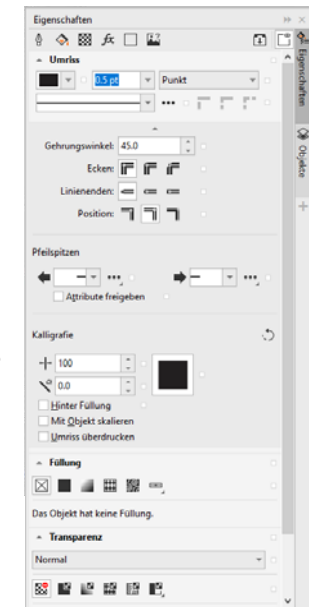 Eigenschaften
fx
Umriss
0.5 pt
Punkt
Gehrungswinkel: 45.0
Ecken:
Linienenden:
Position:
Pfeilspitzen
Attribute freigeben
Kalligrafie
100
0.0
Hinter Füllung
Mit Objekt skalieren
Umriss überdrucken
Füllung
Das Objekt hat keine Füllung.
Transparenz
Normal
Eigenschaften
Objekte